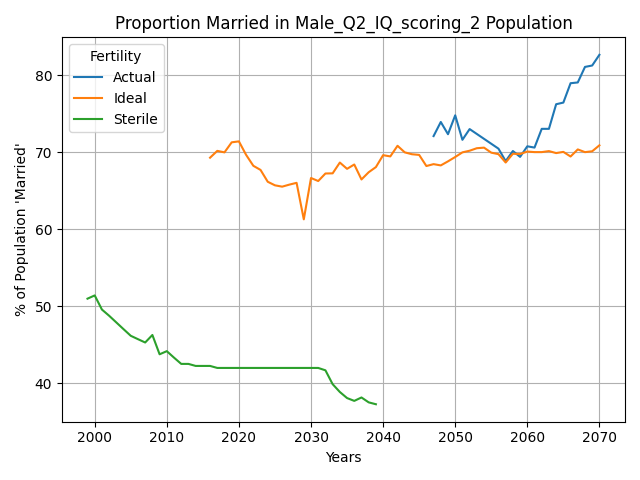 Proportion Married in Male_Q2_IQ_scoring_2 Population
Fertility
Actual
Ideal
Sterile
% of Population 'Married'
80
70
60
50
40
2000 2010 2020 2030 2040 2050 2060 2070
Years